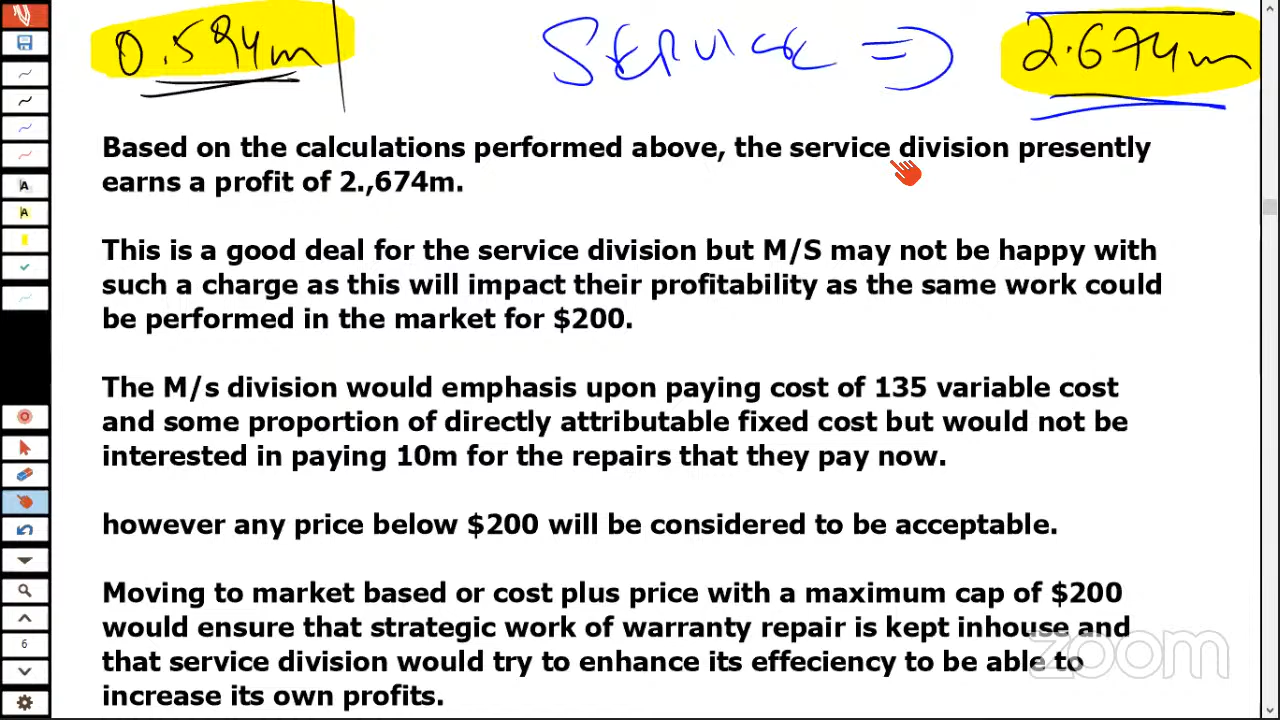 0.594m SERVICE => 2.674m
Based on the calculations performed above, the service division presently
earns a profit of 2.,674m.
This is a good deal for the service division but M/S may not be happy with
such a charge as this will impact their profitability as the same work could
be performed in the market for $200.
The M/s division would emphasis upon paying cost of 135 variable cost
and some proportion of directly attributable fixed cost but would not be
interested in paying 10m for the repairs that they pay now.
however any price below $200 will be considered to be acceptable.
Moving to market based or cost plus price with a maximum cap of $200
would ensure that strategic work of warranty repair is kept inhouse and
that service division would try to enhance its effeciency to be able to
increase its own profits.
zoom
A
A
6